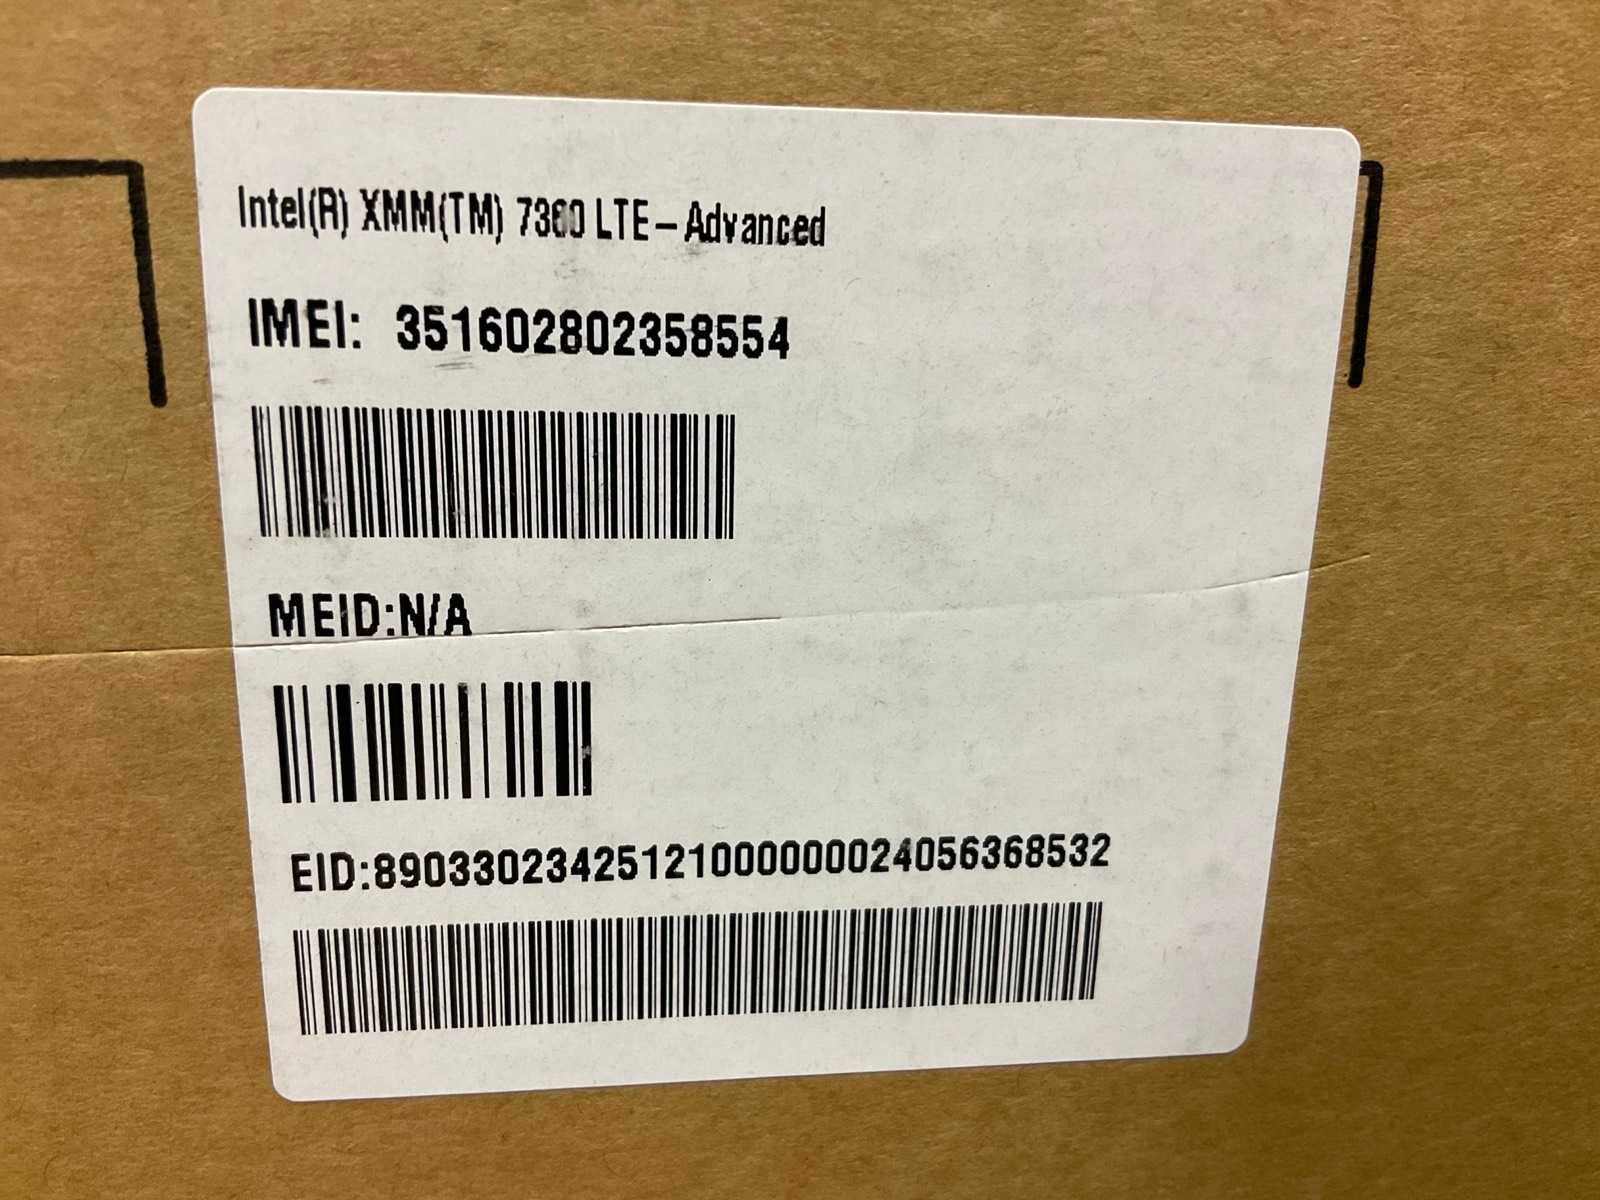 Intel(R) XMM(TM) 7360 LTE-Advanced
IMEI: 351602802358554
MEID:N/A
EID:89033023425121000000024056368532